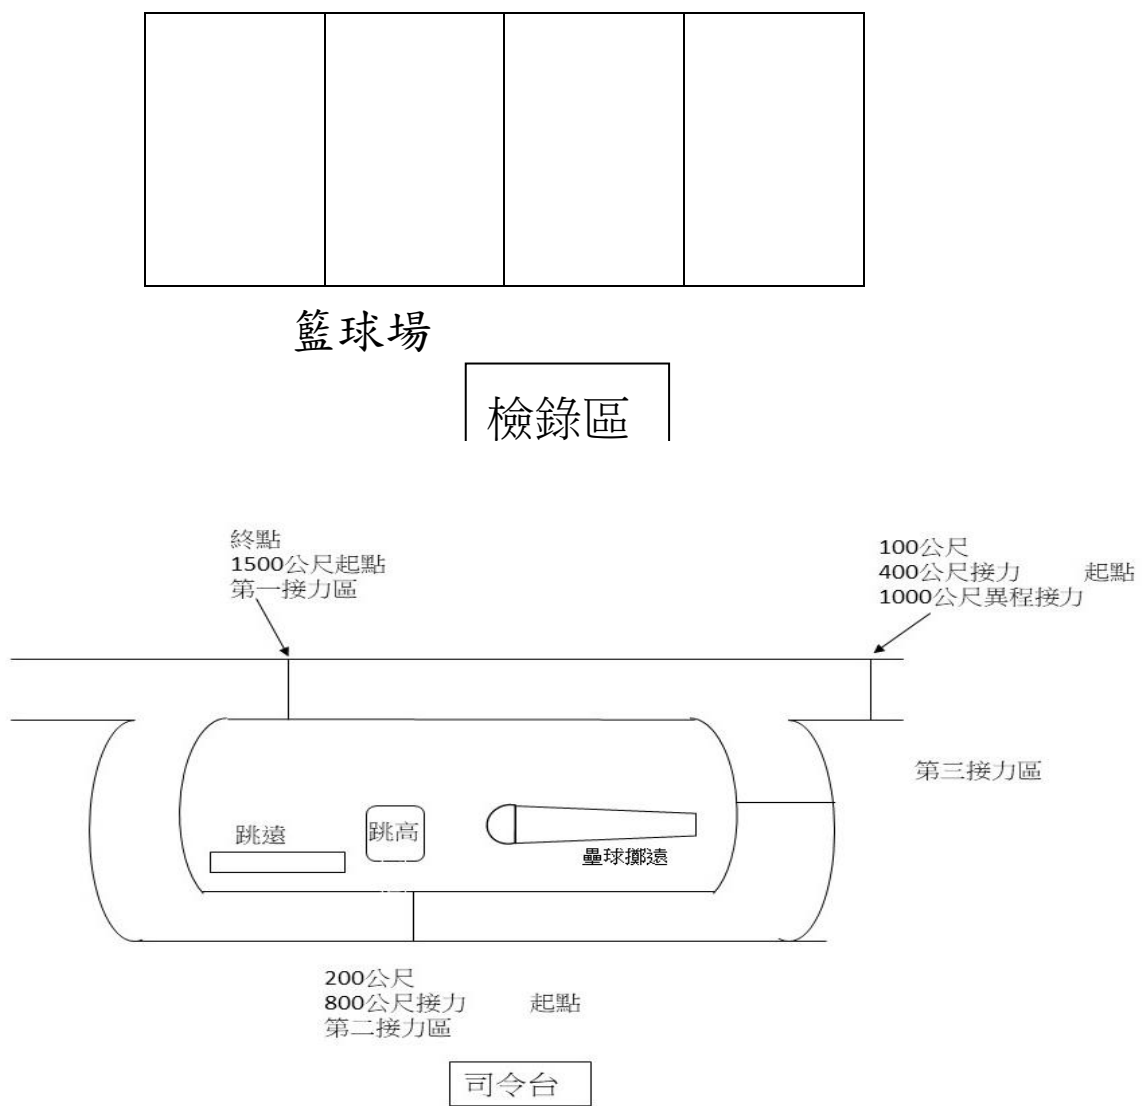 籃球場
檢錄區
終點
1500公尺起點
第一接力區
100公尺
400公尺接力 起點
1000公尺異程接力
第三接力區
跳遠
跳高
壘球擲遠
200公尺
800公尺接力 起點
第二接力區
司令台